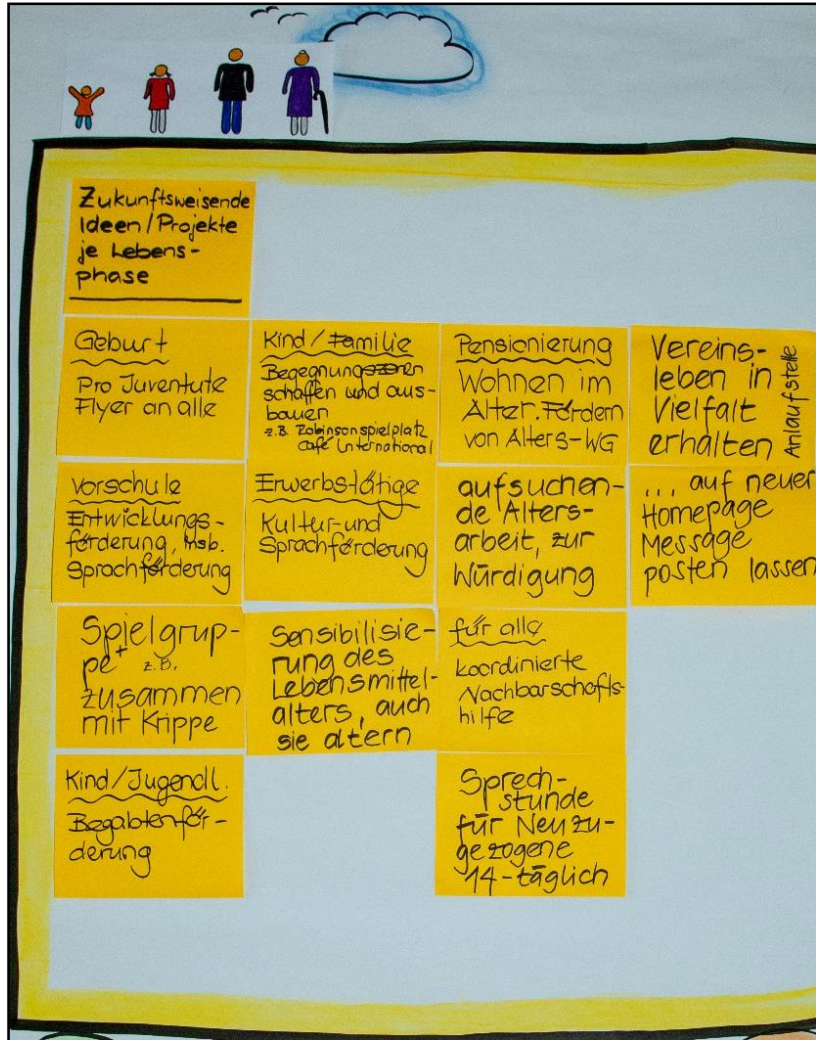 Zukunftsweisende
Ideen/Projekte
je Lebens-
phase
Geburt
Pro Juventute
Flyer an alle
Vorschule
Entwicklungs-
förderung, insb.
Sprachförderung
Spielgrup-
pe+ z.B.
zusammen
mit Krippe
Kind/Jugendl.
Begabtenför-
derung
Kind/Familie
Begegnungszonen
schaffen und aus-
bauen
z.B. Robinsonspielplatz
Café International
Erwerbstätige
Kultur- und
Sprachförderung
Sensibilisie-
rung des
Lebensmittel-
alters, auch
sie altern
Pensionierung
Wohnen im
Alter. Fördern
von Alters-WG
aufsuchen-
de Alters-
arbeit, zur
Würdigung
für alle
koordinierte
Nachbarschafts-
hilfe
Sprech-
stunde
für Neuzu-
gezogene
14-täglich
Vereins-
leben in
Vielfalt
erhalten
Anlaufstelle
... auf neuer
Homepage
Message
posten lassen